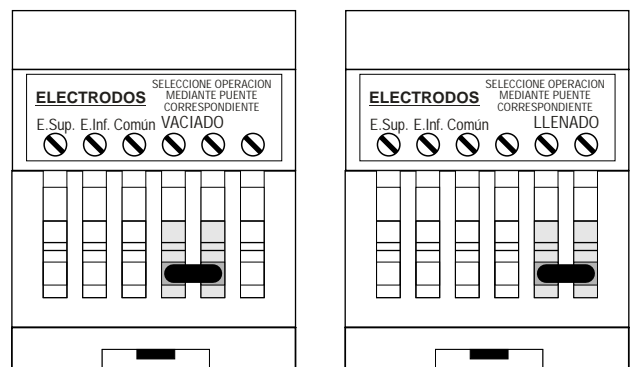 ELECTRODOS
SELECCIONE OPERACION
MEDIANTE PUENTE
CORRESPONDIENTE
E.Sup. E.Inf. Común VACIADO
ELECTRODOS
SELECCIONE OPERACION
MEDIANTE PUENTE
CORRESPONDIENTE
E.Sup. E.Inf. Común LLENADO